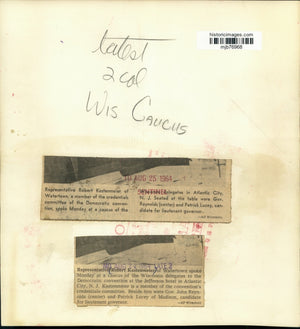 historicimages.com
mjb76968
latest
2 col
Wis Caucus
AUG 25 1964
SENTINEL
Representative Robert Kastenmeier of
Watertown, a member of the credentials
committee of the Democratic conven-
tion, spoke Monday at a caucus of the
delegates in Atlantic City,
N. J. Seated at the table were Gov.
Reynolds (center) and Patrick Lucey, can-
didate for lieutenant governor.
—AP Wirephoto
Representative Robert Kastenmeier of Watertown spoke
Monday at a caucus of the Wisconsin delegates to the
Democratic convention at the Jefferson hotel in Atlantic
City, N. J. Kastenmeier is a member of the convention's
credentials committee. Beside him were Gov. John Reyn-
olds (center) and Patrick Lucey of Madison, candidate
for lieutenant governor.
—AP Wirephoto